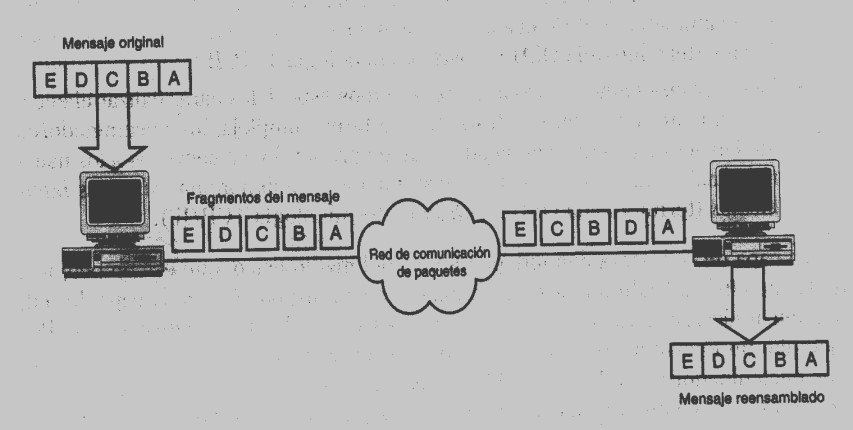 Mensaje original
E D C B A
Fragmentos del mensaje
E D C B A
Red de comunicación
de paquetes
E C B D A
E D C B A
Mensaje reensamblado